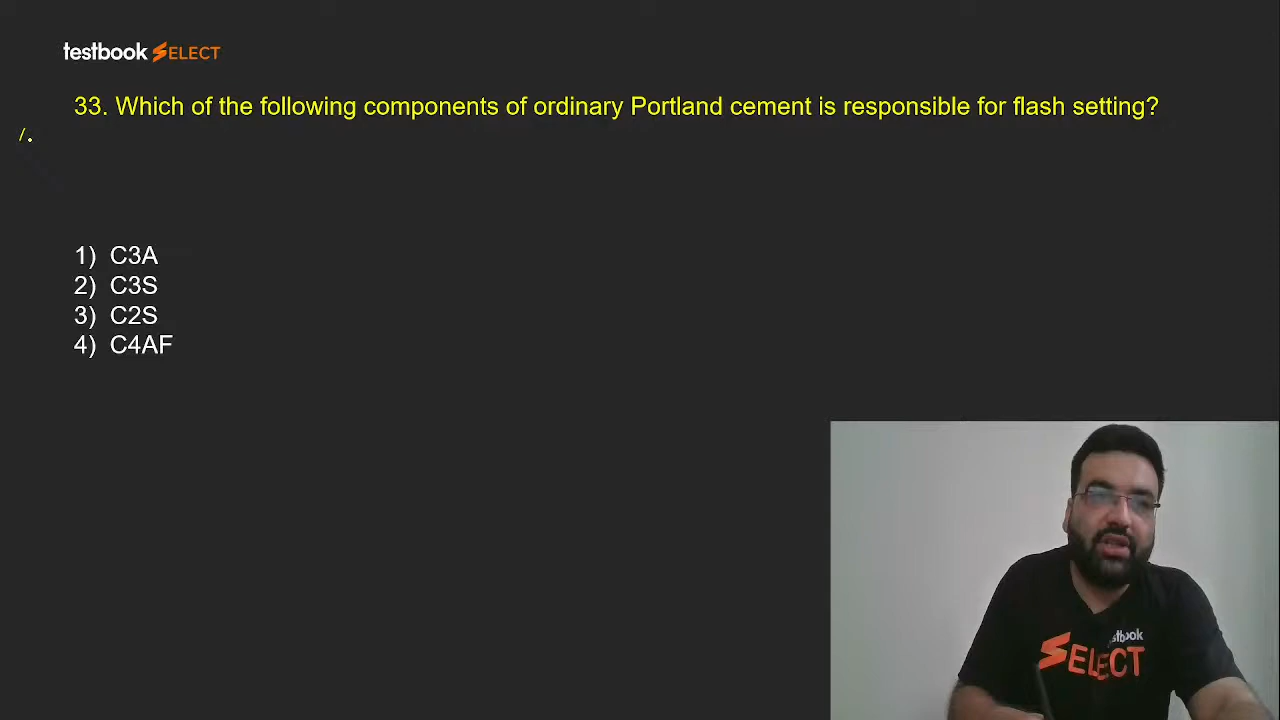 testbook SELECT
33. Which of the following components of ordinary Portland cement is responsible for flash setting?
1) C3A
2) C3S
3) C2S
4) C4AF
testbook
SELECT